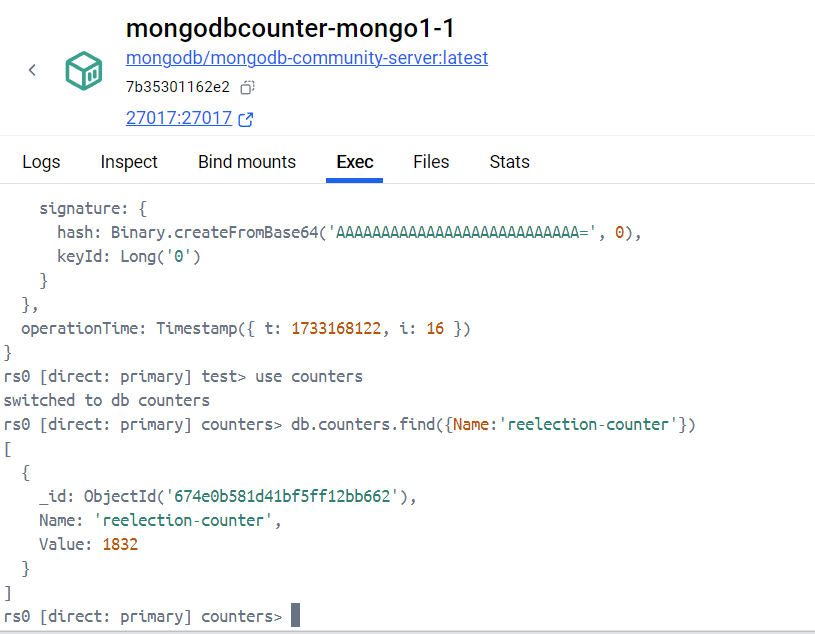 mongodbcounter-mongo1-1
mongodb/mongodb-community-server:latest
7b35301162e2
27017:27017
Logs Inspect Bind mounts Exec Files Stats
signature: {
hash: Binary.createFromBase64('AAAAAAAAAAAAAAAAAAAAAAAAAAA=', 0),
keyId: Long('0')
}
},
operationTime: Timestamp({ t: 1733168122, i: 16 })
}
rs0 [direct: primary] test> use counters
switched to db counters
rs0 [direct: primary] counters> db.counters.find({Name:'reelection-counter'})
[
{
_id: ObjectId('674e0b581d41bf5ff12bb662'),
Name: 'reelection-counter',
Value: 1832
}
]
rs0 [direct: primary] counters>